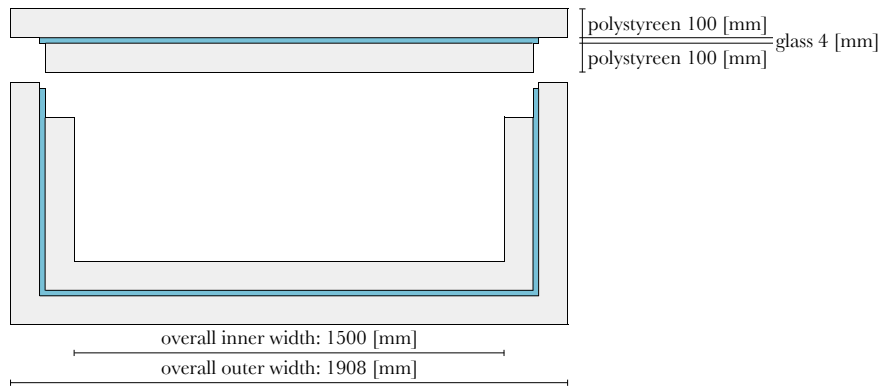 polystyreen 100 [mm]
glass 4 [mm]
polystyreen 100 [mm]
overall inner width: 1500 [mm]
overall outer width: 1908 [mm]